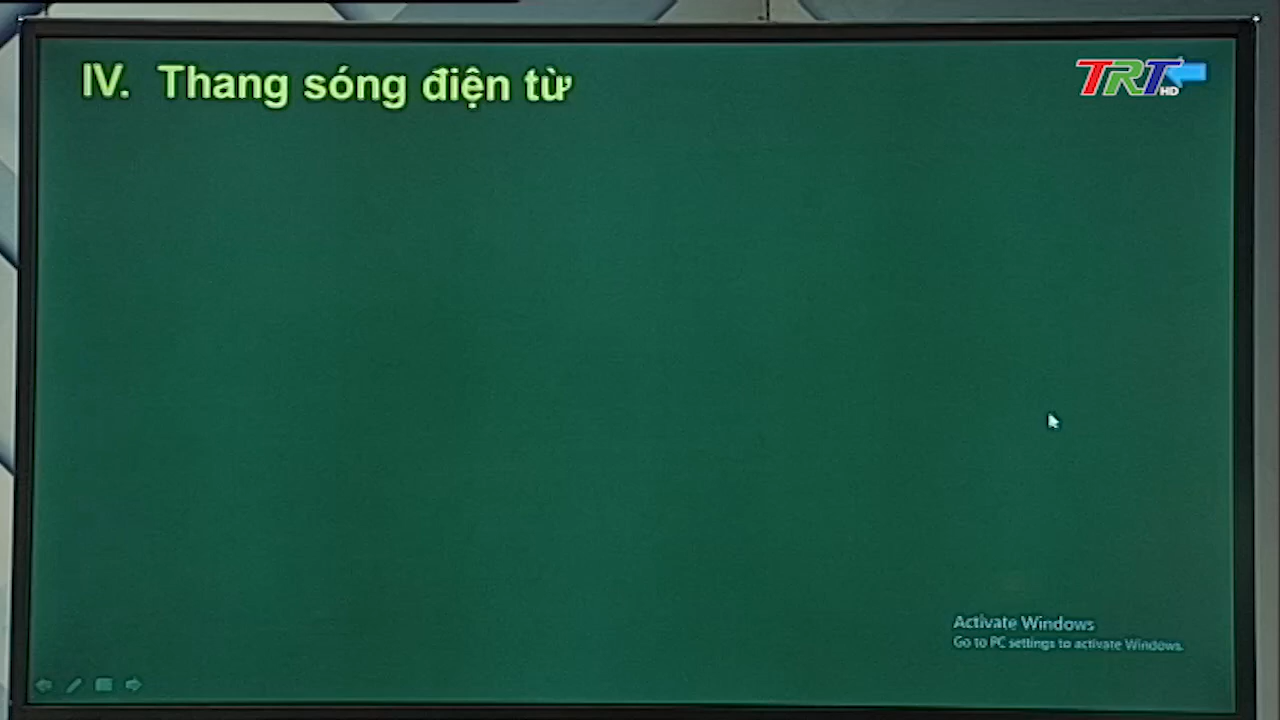 IV. Thang sóng điện từ
TRT HD
Activate Windows
Go to PC settings to activate Windows.